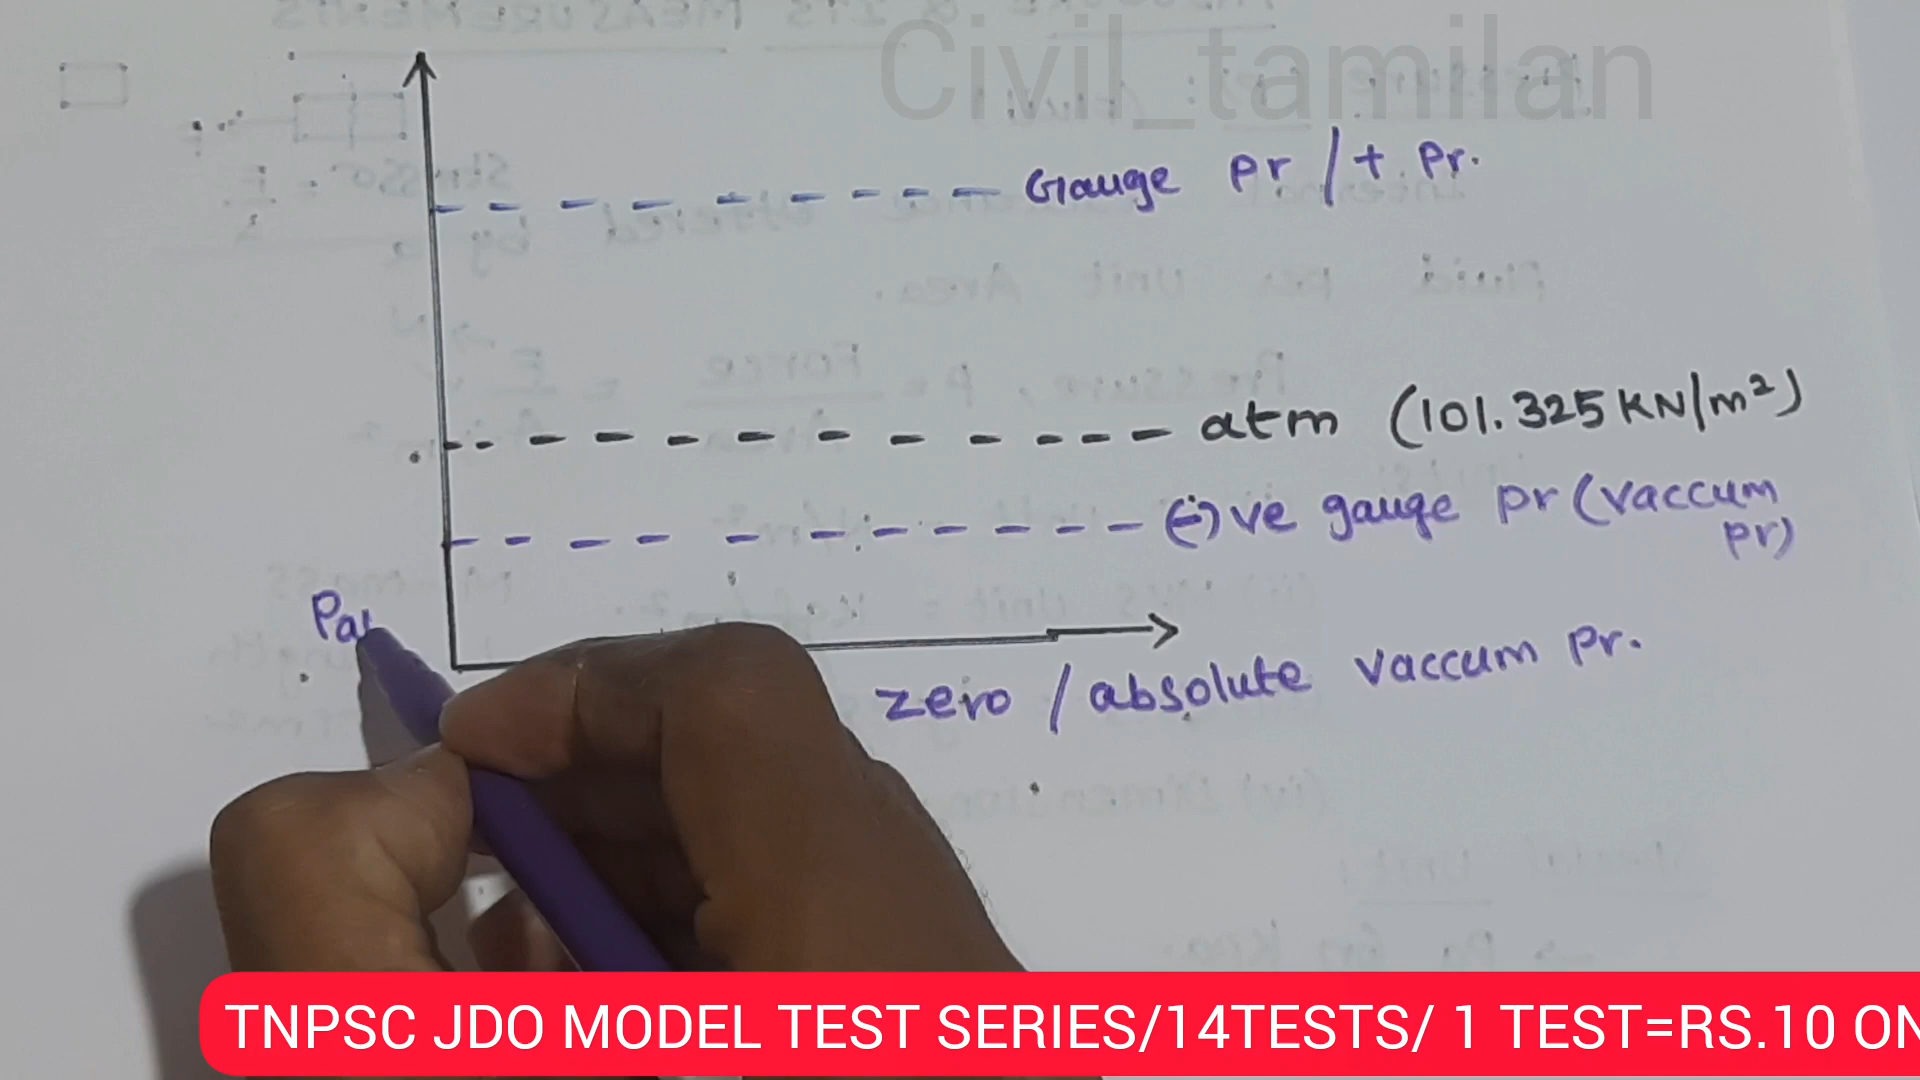 Civil_tamilan
Gauge pr / + pr.
atm (101.325 KN/m²)
(-)ve gauge pr (vaccum
pr)
zero / absolute vaccum pr.
TNPSC JDO MODEL TEST SERIES/14TESTS/ 1 TEST=RS.10 ON